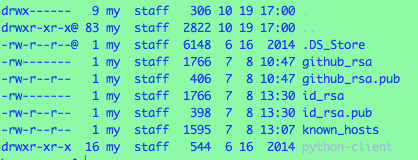 drwx------   9 my  staff   306 10 19 17:00 .
drwxr-xr-x@ 83 my  staff  2822 10 19 17:00 ..
-rw-r--r--@  1 my  staff  6148  6 16  2014 .DS_Store
-rw-------   1 my  staff  1766  7  8 10:47 github_rsa
-rw-r--r--   1 my  staff   406  7  8 10:47 github_rsa.pub
-rw-------   1 my  staff  1766  7  8 13:30 id_rsa
-rw-r--r--   1 my  staff   398  7  8 13:30 id_rsa.pub
-rw-r--r--   1 my  staff  1595  7  8 13:07 known_hosts
drwxr-xr-x  16 my  staff   544  6 16  2014 python-client